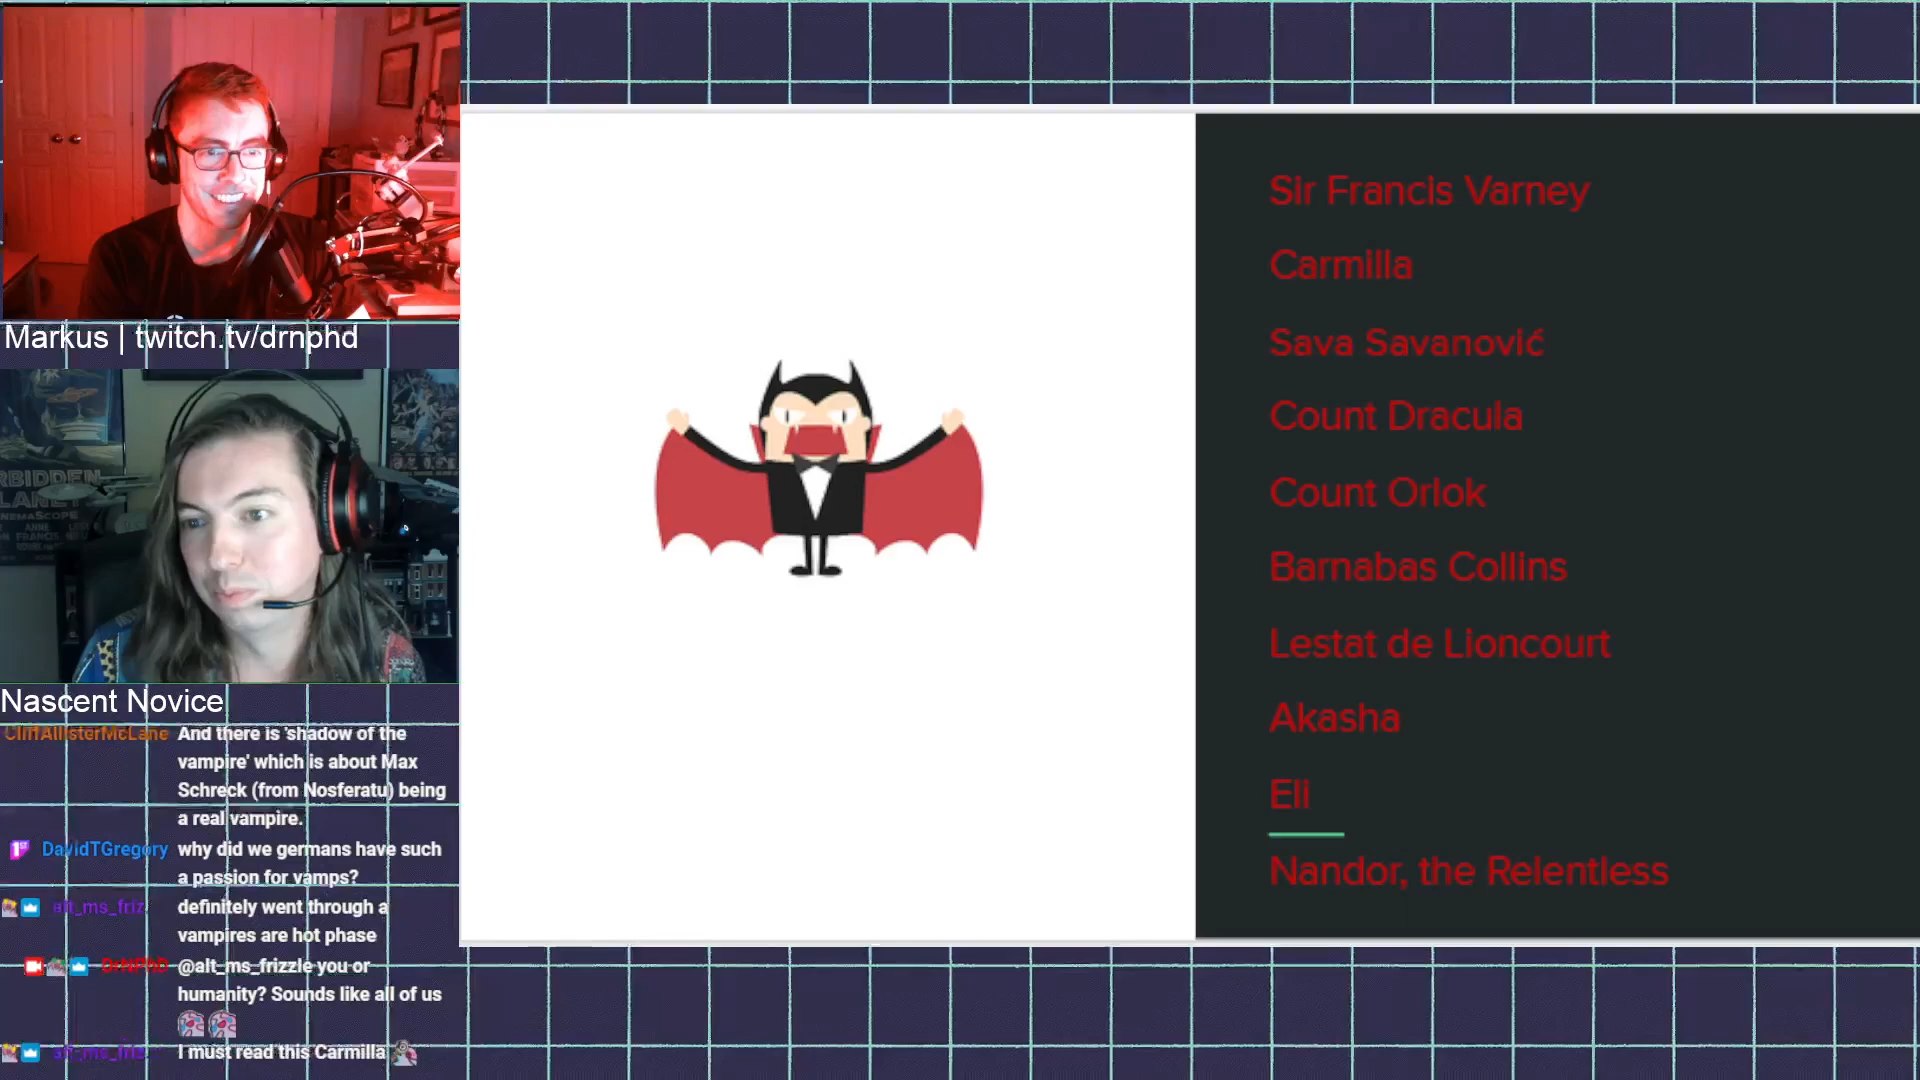 Markus | twitch.tv/drnphd
Nascent Novice
CliffAllisterMcLane And there is 'shadow of the
vampire' which is about Max
Schreck (from Nosferatu) being
a real vampire.
DavidTGregory why did we germans have such
a passion for vamps?
alt_ms_friz definitely went through a
vampires are hot phase
DrNPhD @alt_ms_frizzle you or
humanity? Sounds like all of us
I must read this Carmilla
Sir Francis Varney
Carmilla
Sava Savanović
Count Dracula
Count Orlok
Barnabas Collins
Lestat de Lioncourt
Akasha
Eli
Nandor, the Relentless